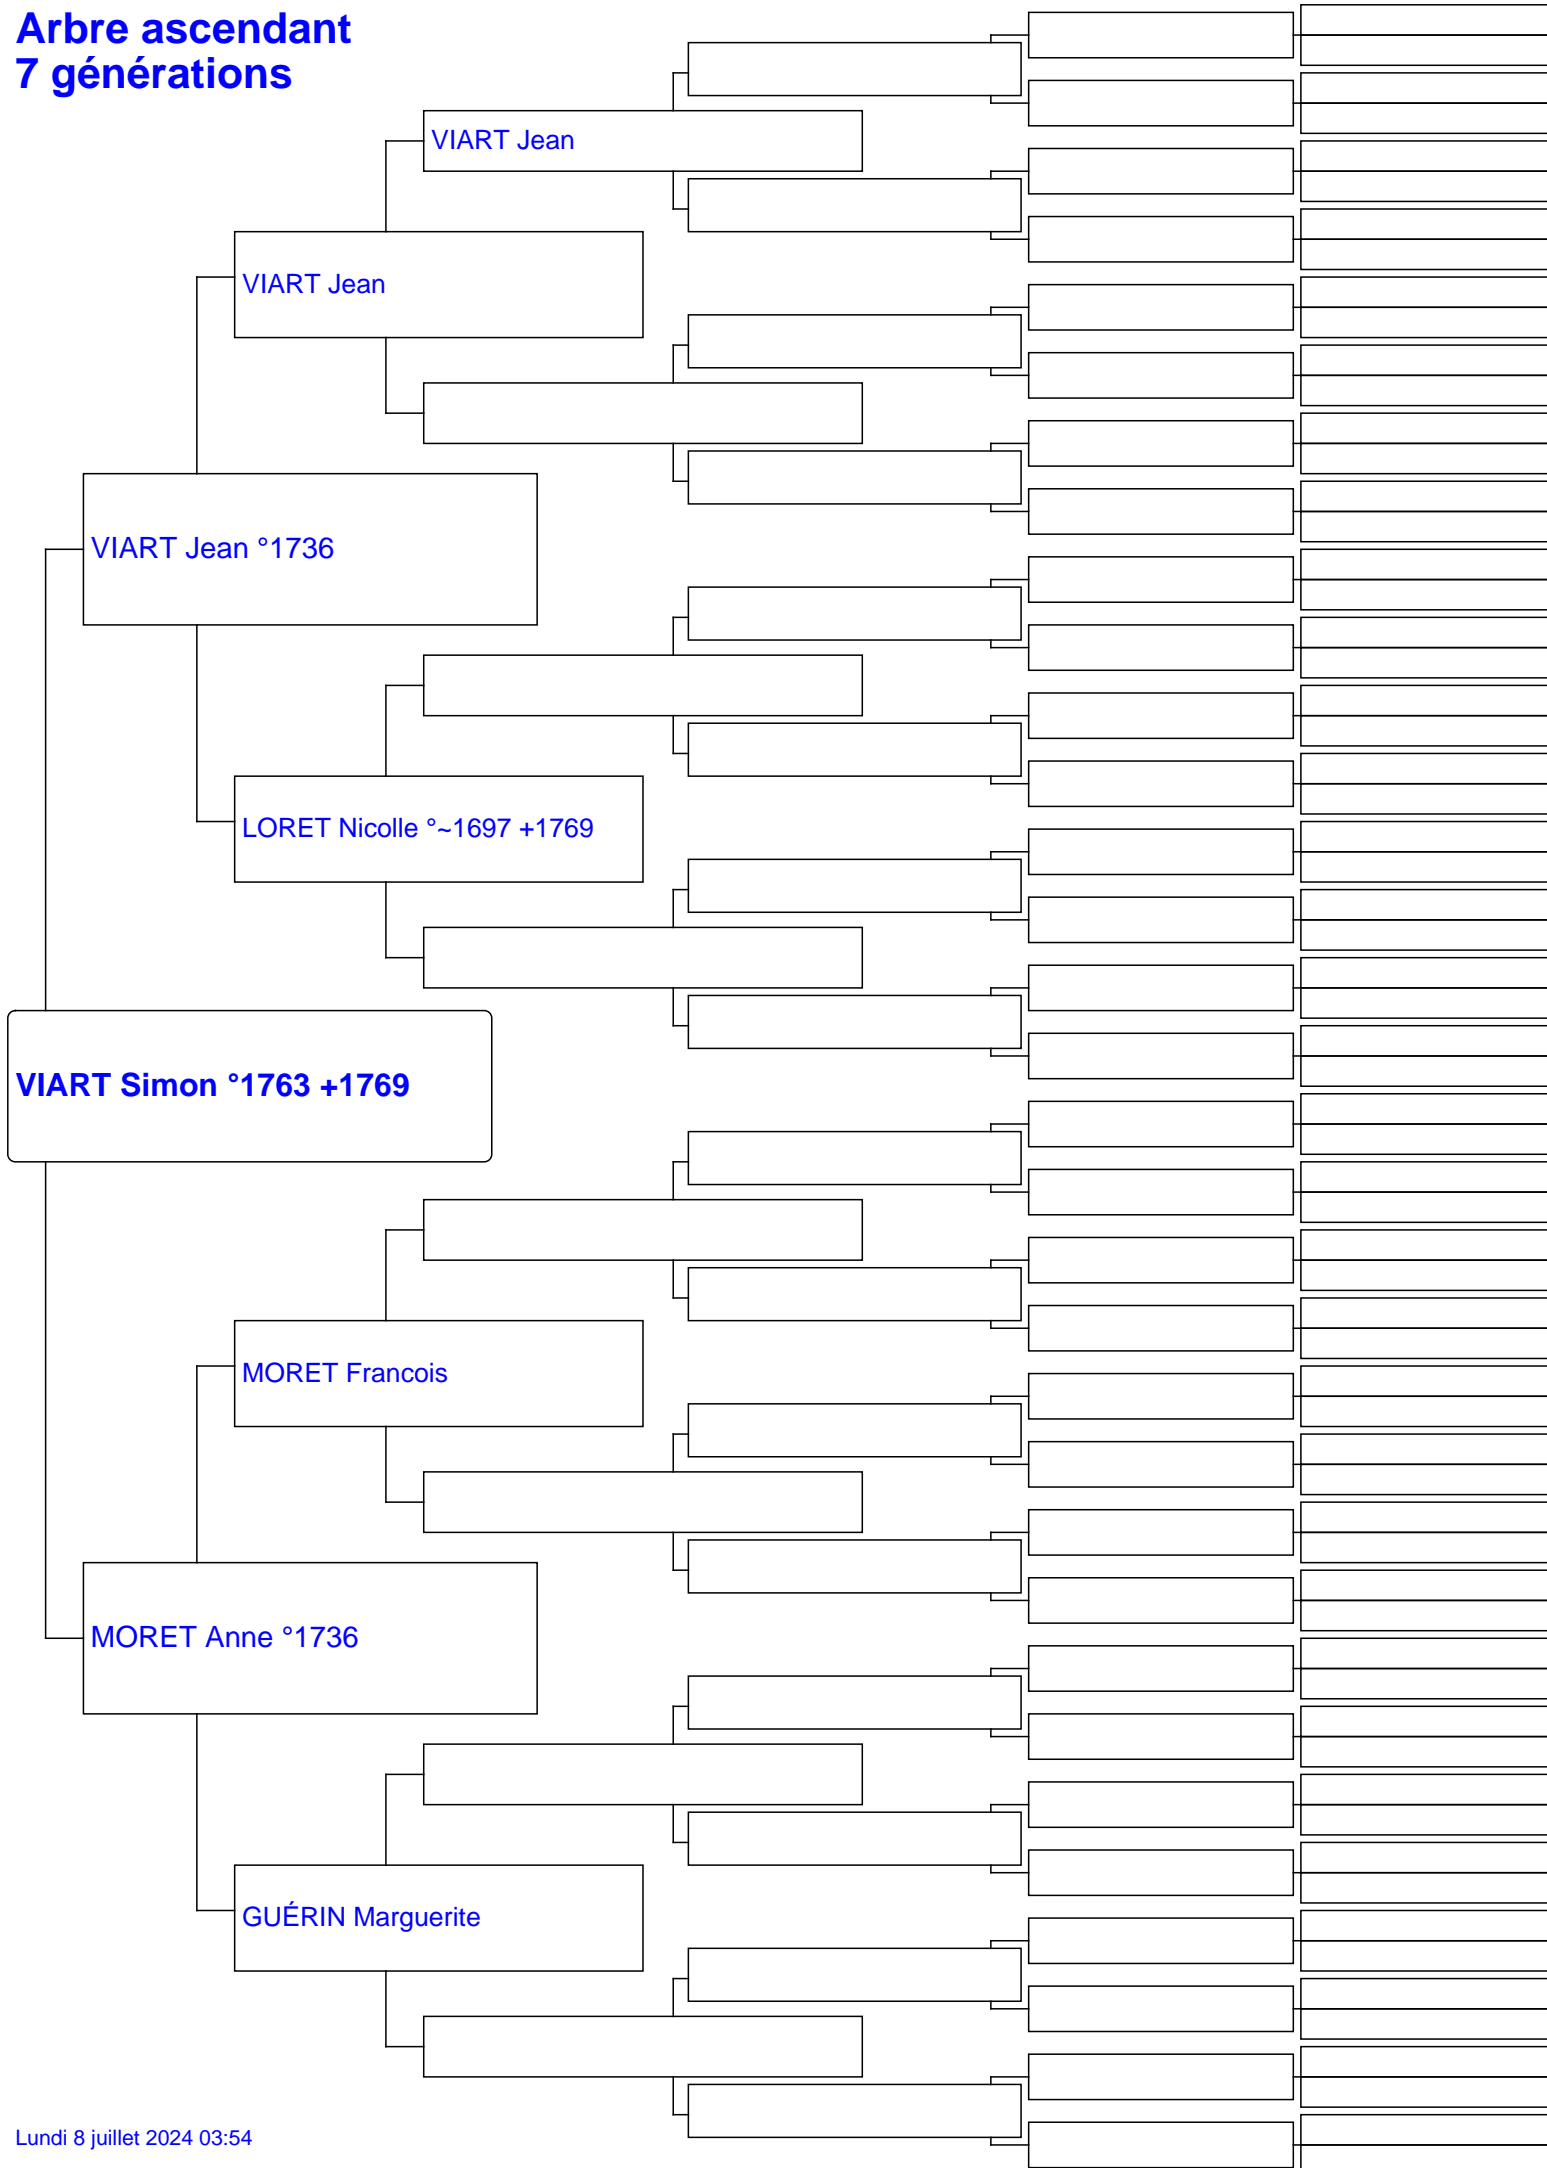 Arbre ascendant
7 générations
VIART Jean
VIART Jean
VIART Jean °1736
LORET Nicolle °~1697 +1769
VIART Simon °1763 +1769
MORET Francois
MORET Anne °1736
GUÉRIN Marguerite
Lundi 8 juillet 2024 03:54